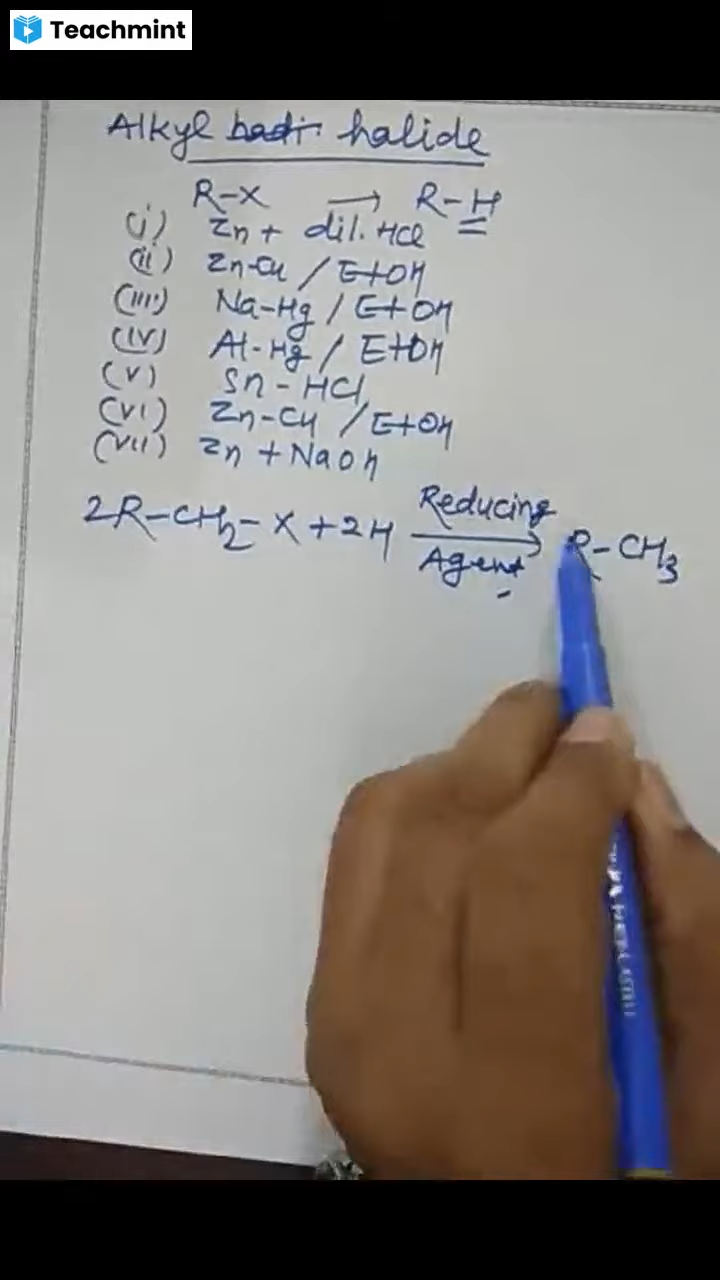 Teachmint
Alkyl halide
R-X → R-H
(i) Zn + dil. HCl
(ii) Zn-Cu / EtOH
(iii) Na-Hg / EtOH
(iv) Al-Hg / EtOH
(v) Sn - HCl
(vi) Zn-Cu / EtOH
(vii) Zn + NaOH
Reducing
2R-CH2-X + 2H → R-CH3
Agent